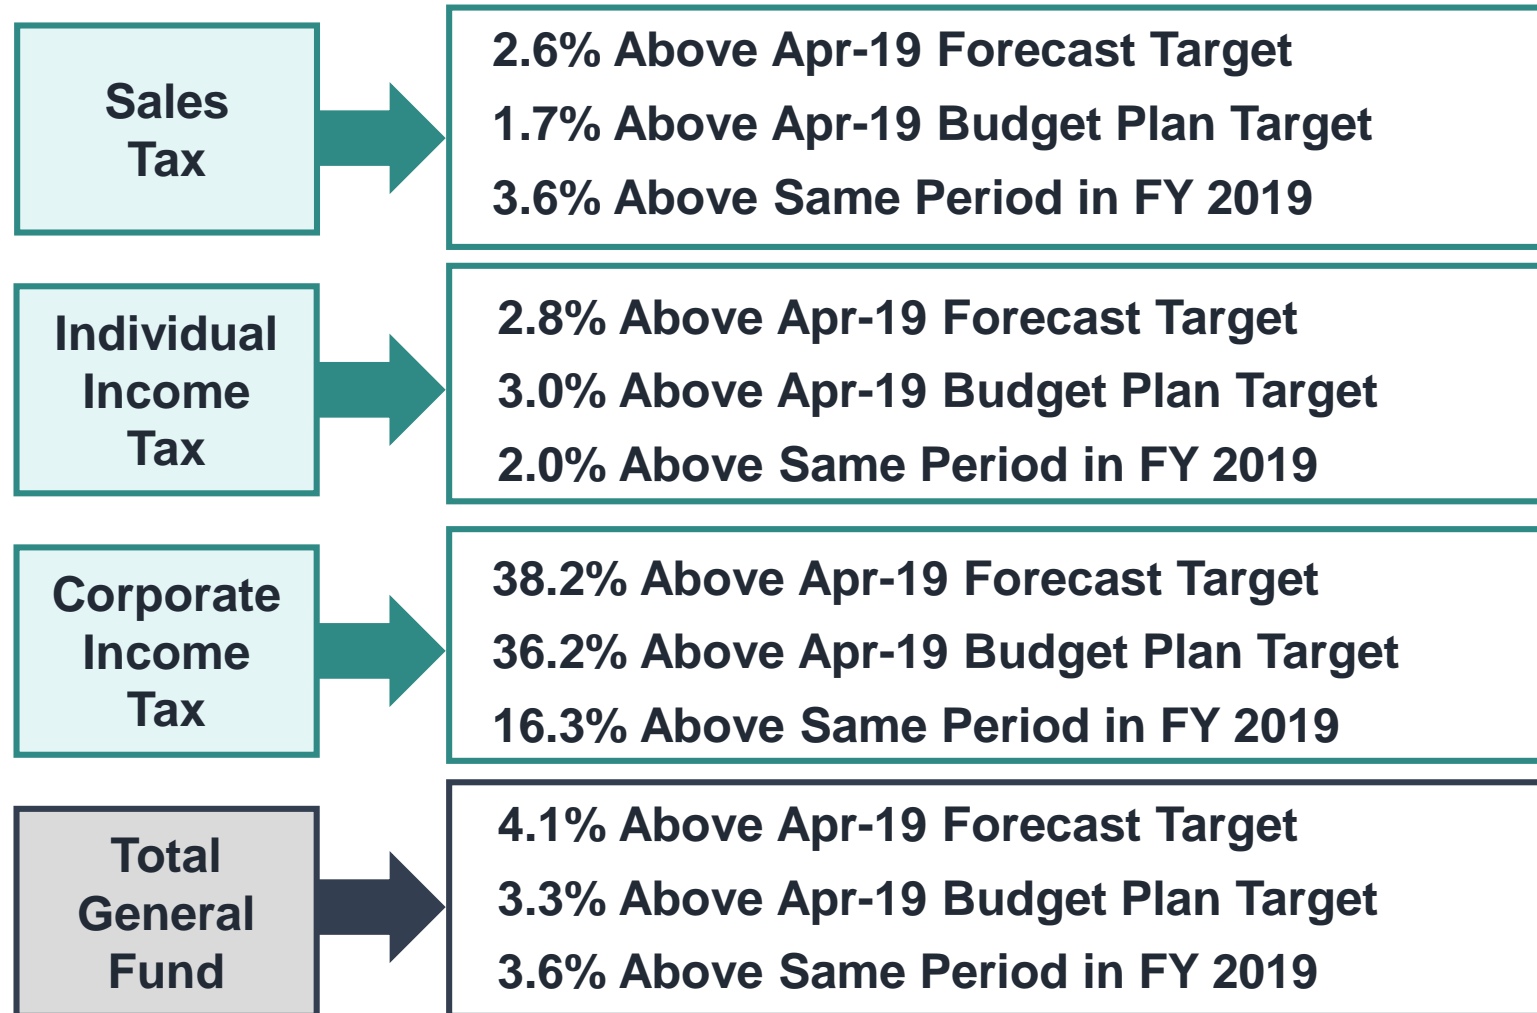 Sales
Tax
2.6% Above Apr-19 Forecast Target
1.7% Above Apr-19 Budget Plan Target
3.6% Above Same Period in FY 2019
Individual
Income
Tax
2.8% Above Apr-19 Forecast Target
3.0% Above Apr-19 Budget Plan Target
2.0% Above Same Period in FY 2019
Corporate
Income
Tax
38.2% Above Apr-19 Forecast Target
36.2% Above Apr-19 Budget Plan Target
16.3% Above Same Period in FY 2019
Total
General
Fund
4.1% Above Apr-19 Forecast Target
3.3% Above Apr-19 Budget Plan Target
3.6% Above Same Period in FY 2019